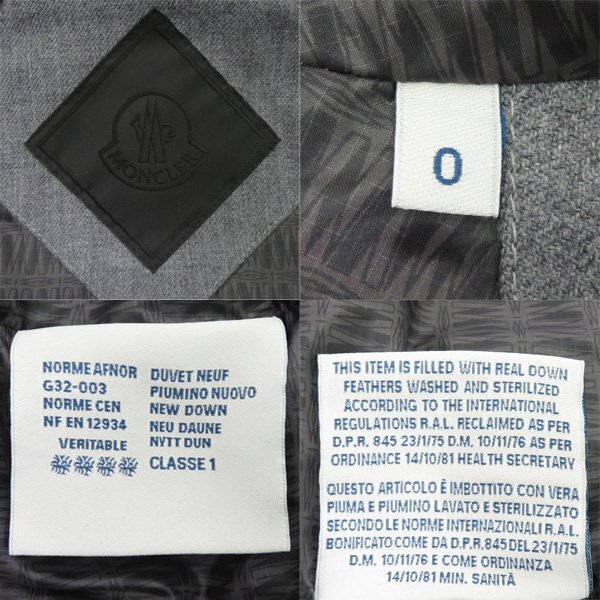 MONCLER
0
NORME AFNOR
G32-003
NORME CEN
NF EN 12934
VERITABLE
DUVET NEUF
PIUMINO NUOVO
NEW DOWN
NEU DAUNE
NYTT DUN
CLASSE 1
THIS ITEM IS FILLED WITH REAL DOWN
FEATHERS WASHED AND STERILIZED
ACCORDING TO THE INTERNATIONAL
REGULATIONS R.A.L. RECLAIMED AS PER
D.P.R. 845 23/1/75 D.M. 10/11/76 AS PER
ORDINANCE 14/10/81 HEALTH SECRETARY
QUESTO ARTICOLO È IMBOTTITO CON VERA
PIUMA E PIUMINO LAVATO E STERILIZZATO
SECONDO LE NORME INTERNAZIONALI R.A.L.
BONIFICATO COME DA D.P.R. 845 DEL 23/1/75
D.M. 10/11/76 E COME ORDINANZA
14/10/81 MIN. SANITÀ